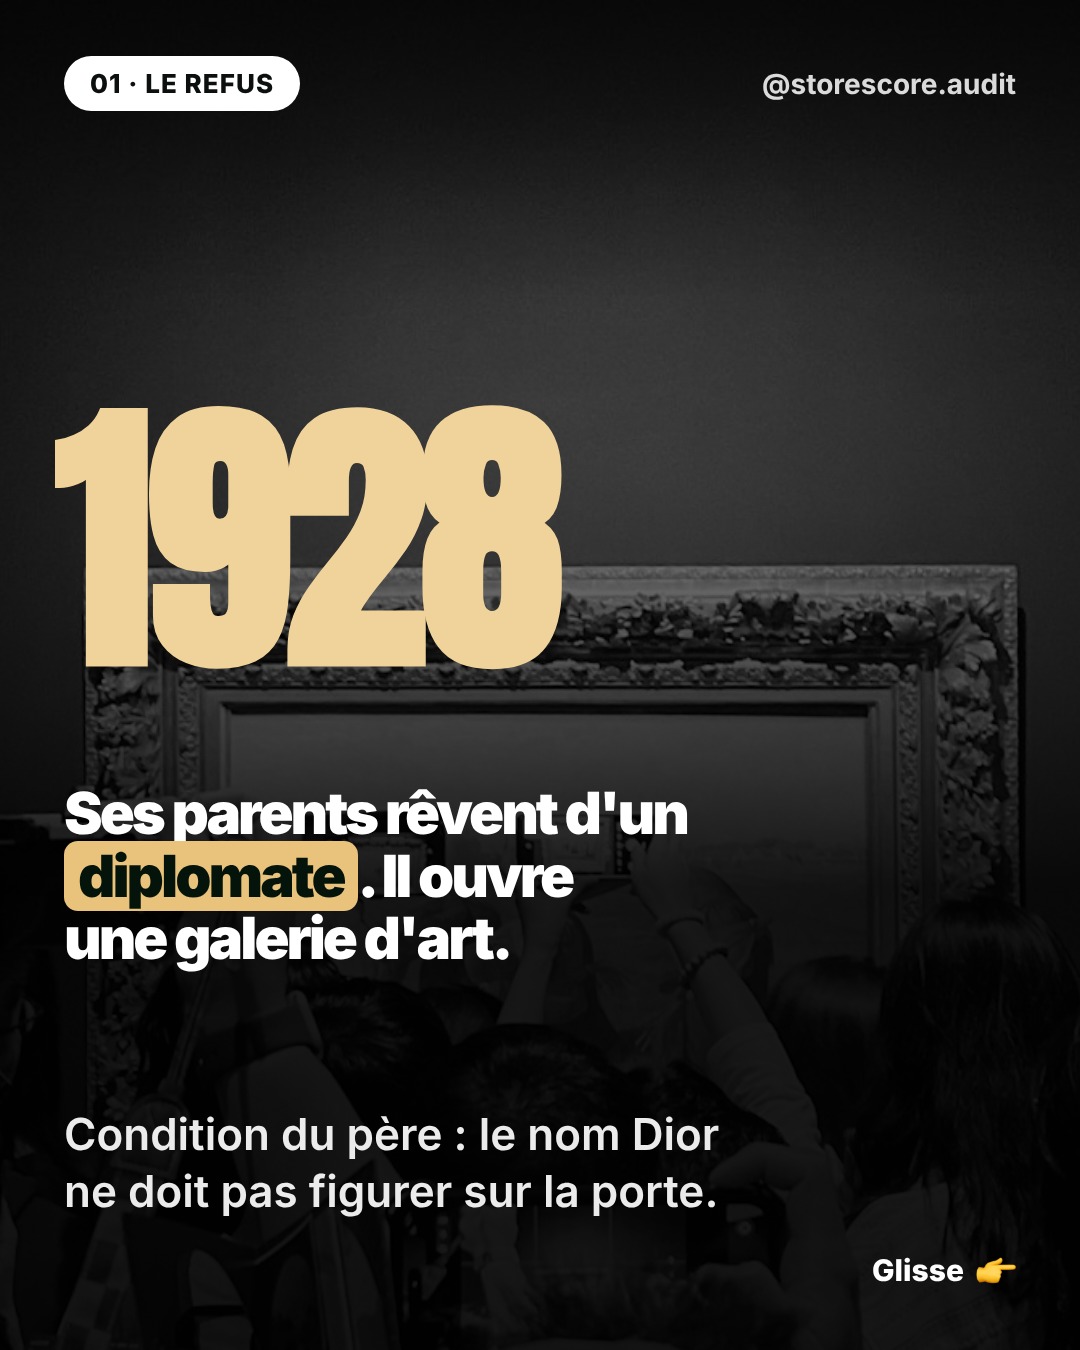 01 · LE REFUS
@storescore.audit
1928
Ses parents rêvent d'un
diplomate. Il ouvre
une galerie d'art.
Condition du père : le nom Dior
ne doit pas figurer sur la porte.
Glisse 👉